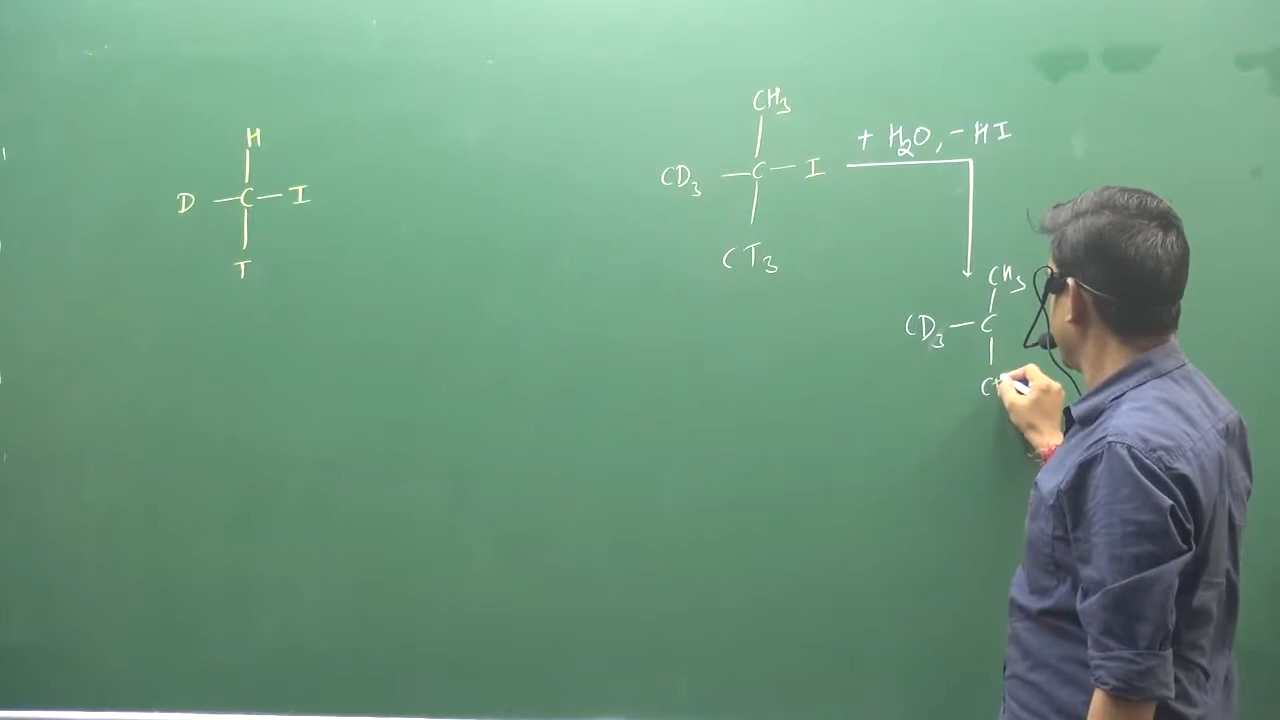 H
D — C — I
T
CH3
CD3 — C — I
CT3
+ H2O, - HI
CH3
CD3 — C
C